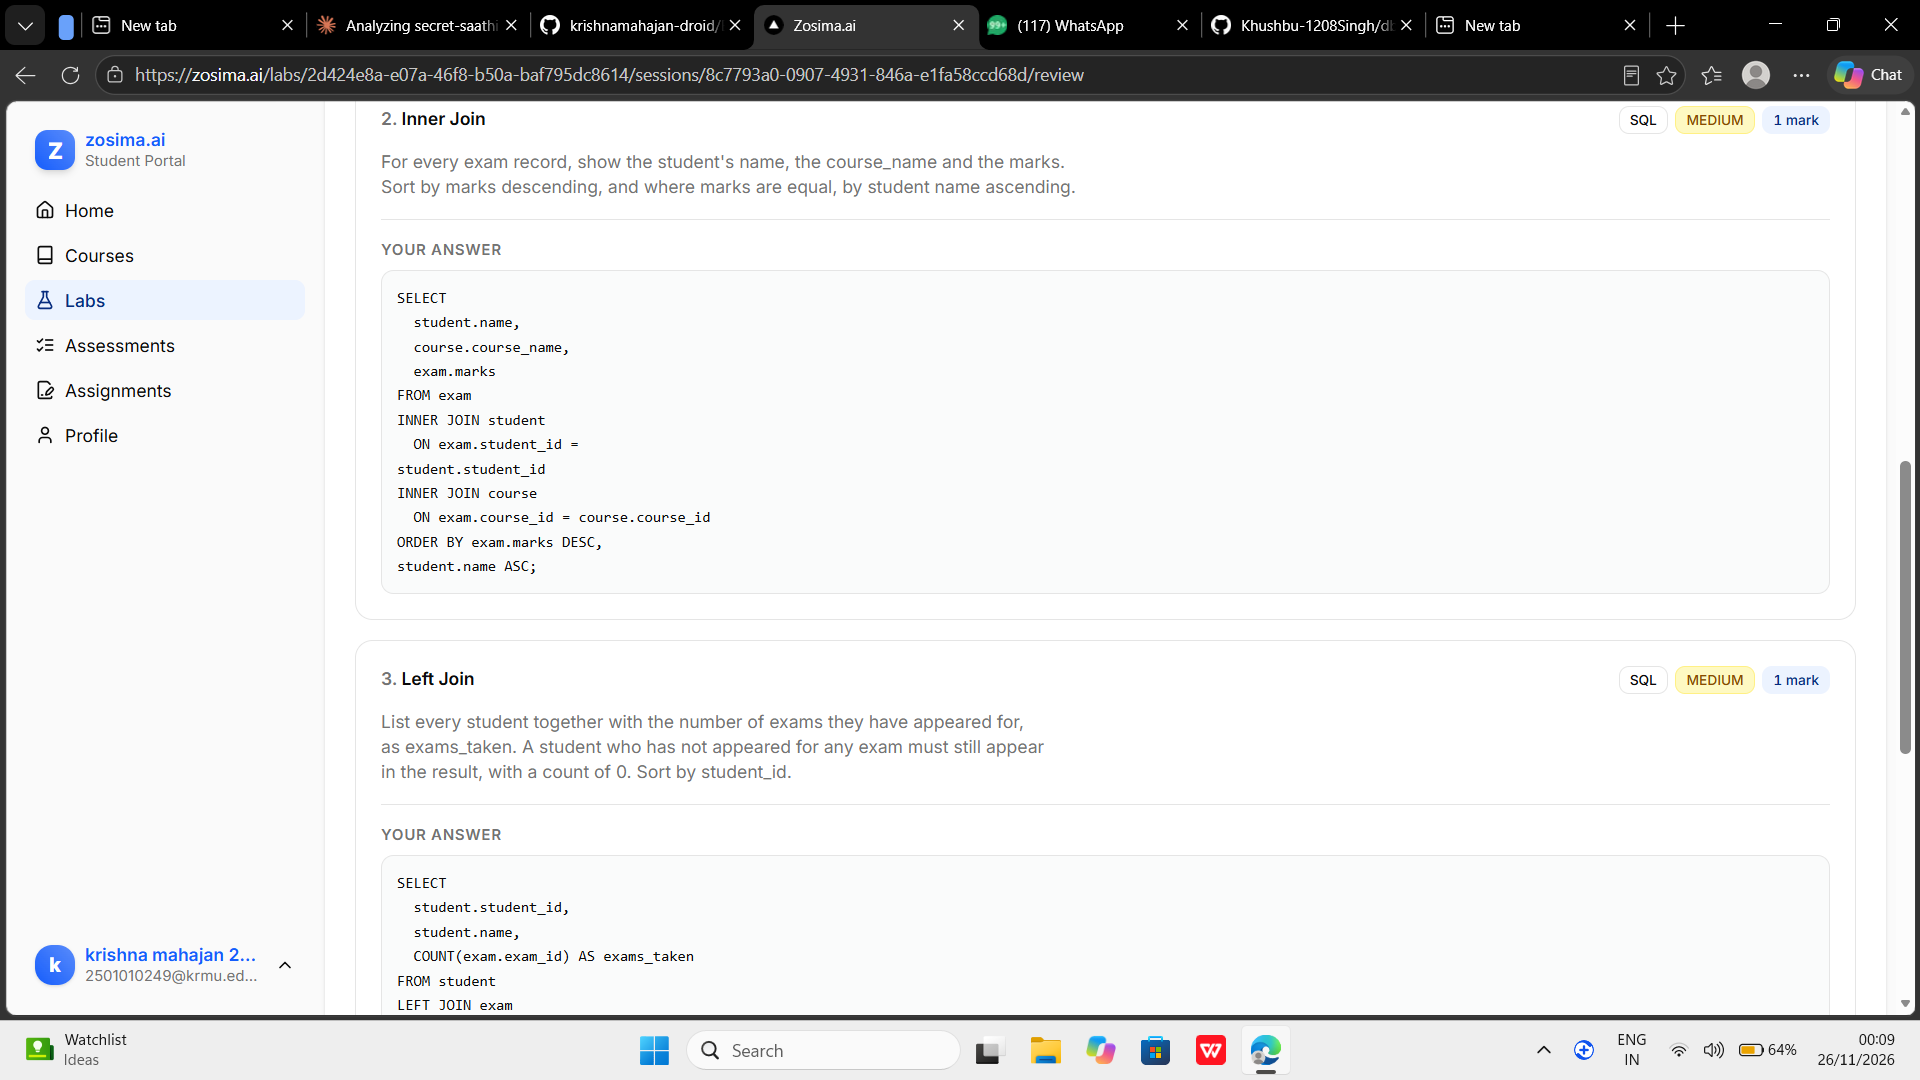 New tab
Analyzing secret-saathi
krishnamahajan-droid/
Zosima.ai
(117) WhatsApp
Khushbu-1208Singh/db
New tab
https://zosima.ai/labs/2d424e8a-e07a-46f8-b50a-baf795dc8614/sessions/8c7793a0-0907-4931-846a-e1fa58ccd68d/review
Chat
Z
zosima.ai
Student Portal
Home
Courses
Labs
Assessments
Assignments
Profile
k
krishna mahajan 2...
2501010249@krmu.ed...
2. Inner Join
SQL
MEDIUM
1 mark
For every exam record, show the student's name, the course_name and the marks.
Sort by marks descending, and where marks are equal, by student name ascending.
YOUR ANSWER
SELECT
student.name,
course.course_name,
exam.marks
FROM exam
INNER JOIN student
ON exam.student_id =
student.student_id
INNER JOIN course
ON exam.course_id = course.course_id
ORDER BY exam.marks DESC,
student.name ASC;
3. Left Join
SQL
MEDIUM
1 mark
List every student together with the number of exams they have appeared for,
as exams_taken. A student who has not appeared for any exam must still appear
in the result, with a count of 0. Sort by student_id.
YOUR ANSWER
SELECT
student.student_id,
student.name,
COUNT(exam.exam_id) AS exams_taken
FROM student
LEFT JOIN exam
Watchlist
Ideas
Search
ENG
IN
64%
00:09
26/11/2026